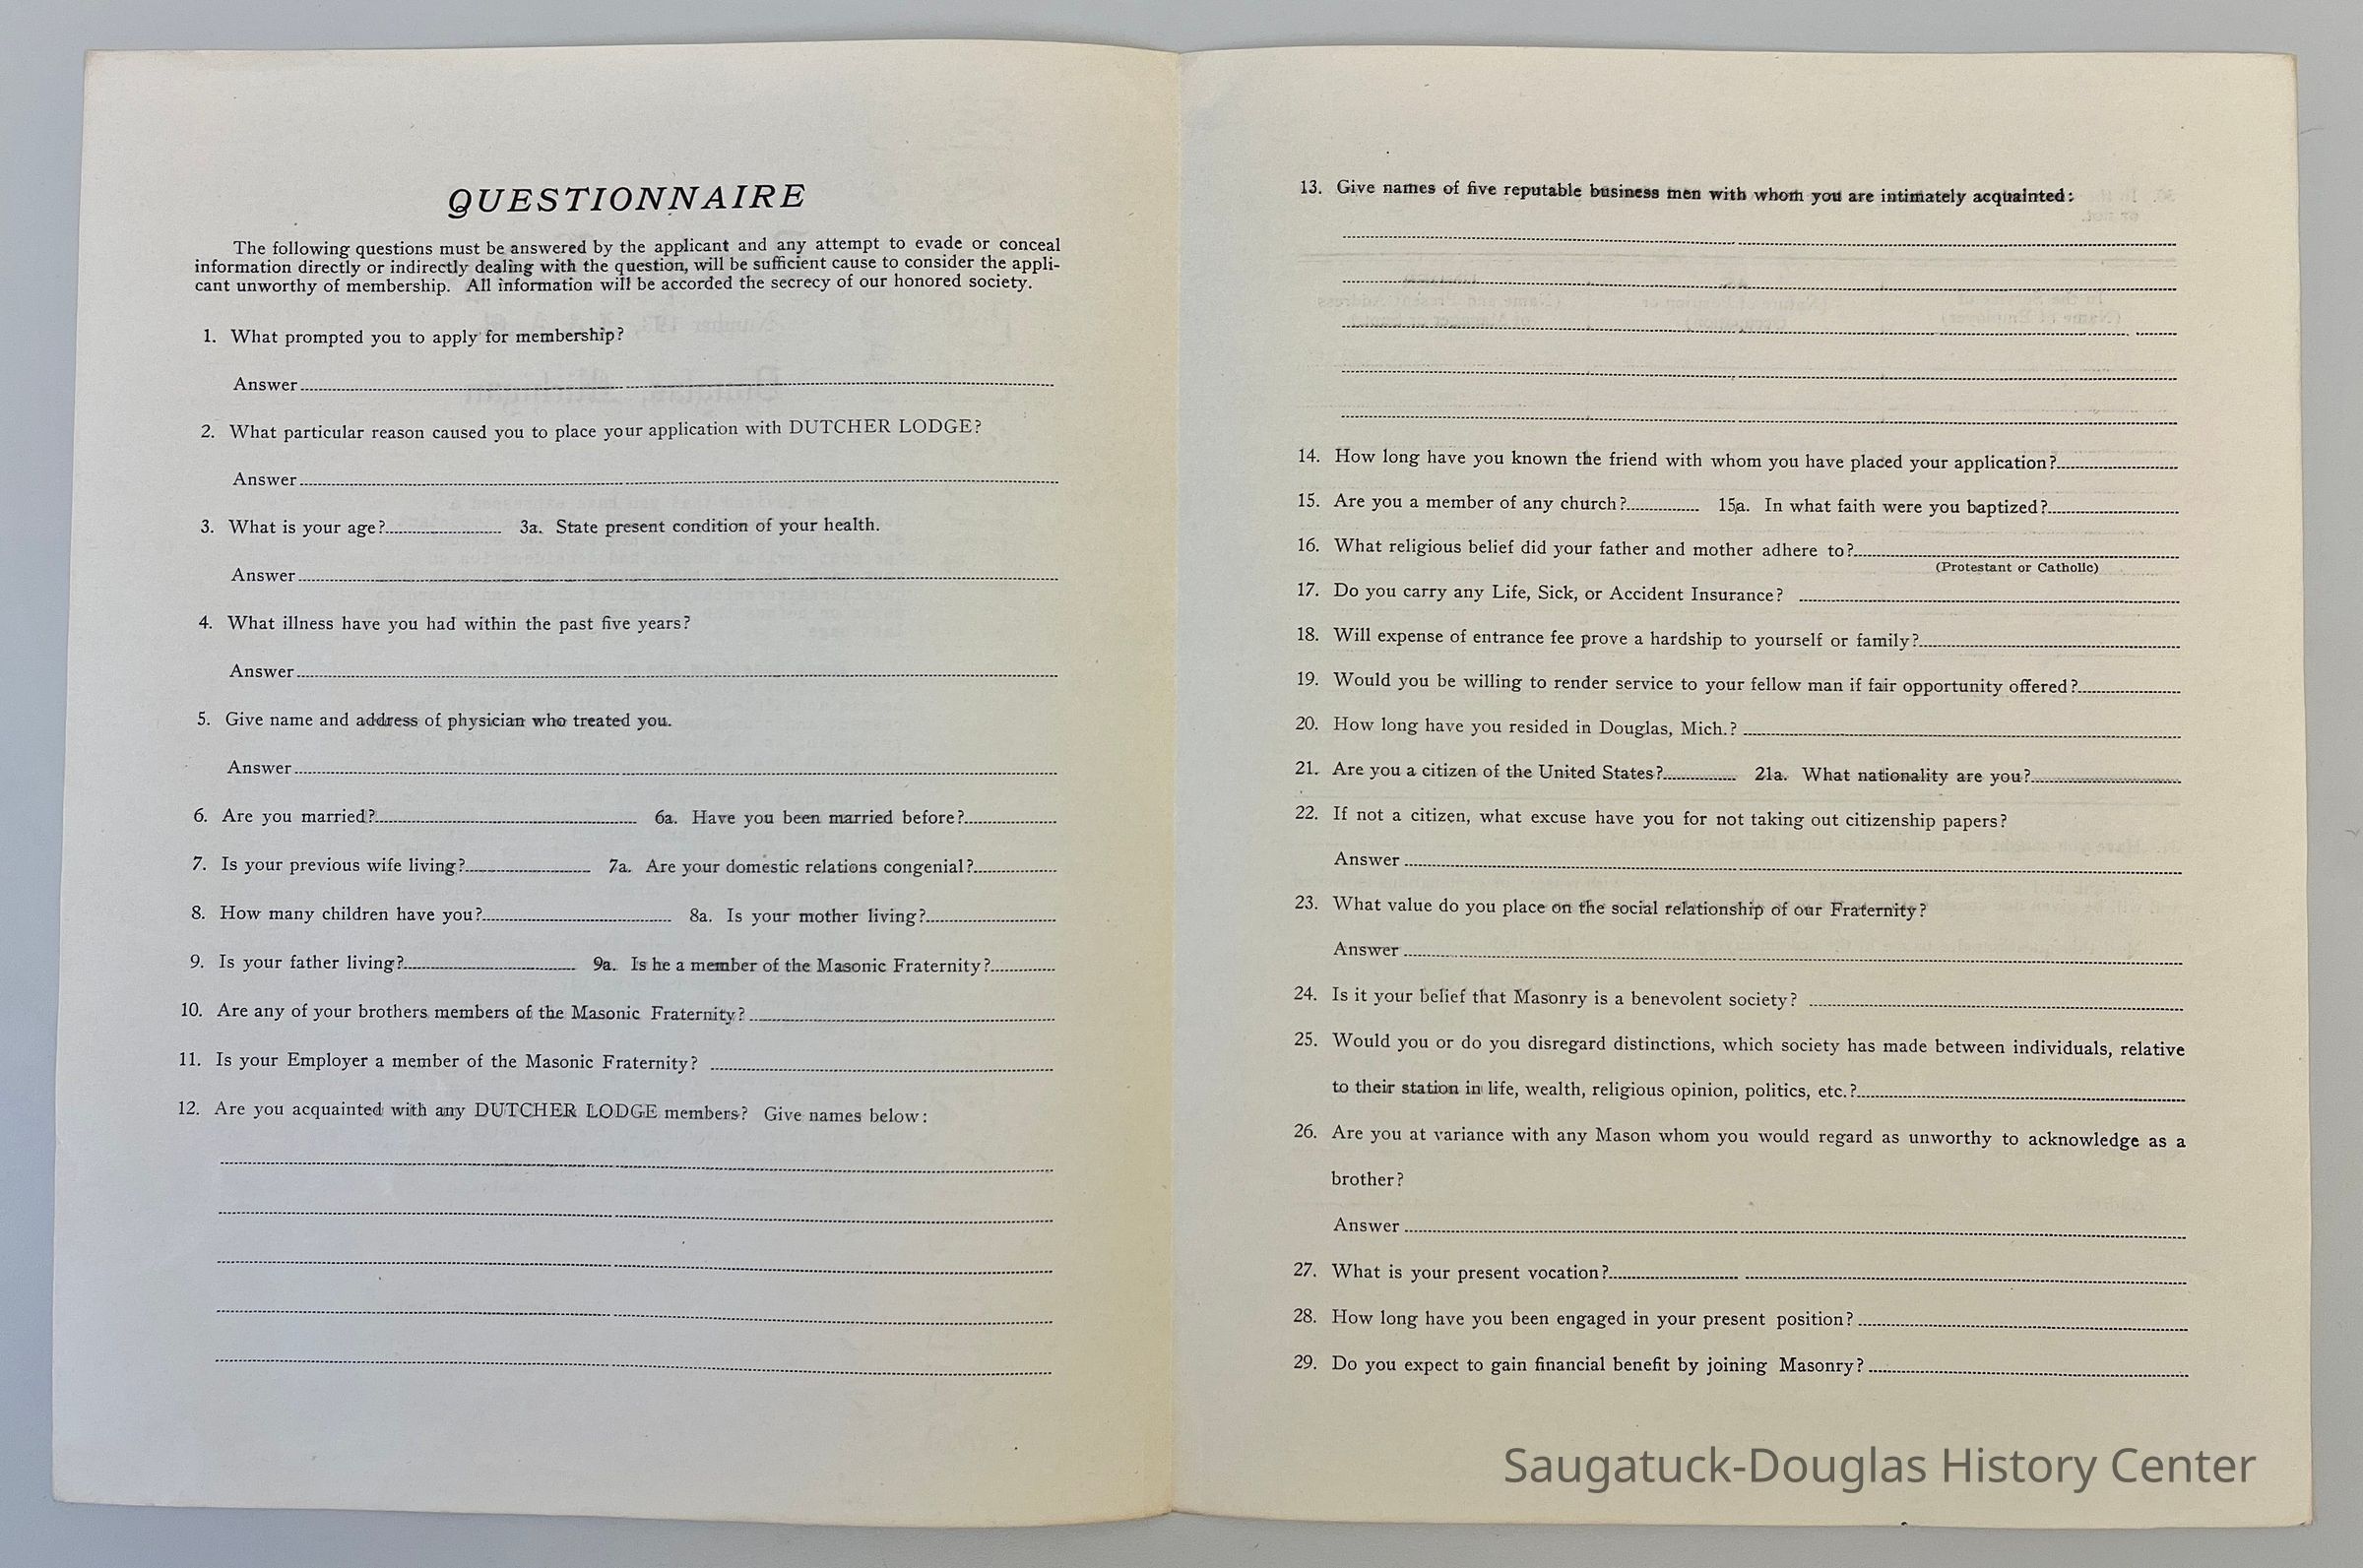 QUESTIONNAIRE
The following questions must be answered by the applicant and any attempt to evade or conceal
information directly or indirectly dealing with the question, will be sufficient cause to consider the appli-
cant unworthy of membership. All information will be accorded the secrecy of our honored society.
1. What prompted you to apply for membership?
Answer
2. What particular reason caused you to place your application with DUTCHER LODGE?
Answer
3. What is your age? 3a. State present condition of your health.
Answer
4. What illness have you had within the past five years?
Answer
5. Give name and address of physician who treated you.
Answer
6. Are you married? 6a. Have you been married before?
7. Is your previous wife living? 7a. Are your domestic relations congenial?
8. How many children have you? 8a. Is your mother living?
9. Is your father living? 9a. Is he a member of the Masonic Fraternity?
10. Are any of your brothers members of the Masonic Fraternity?
11. Is your Employer a member of the Masonic Fraternity?
12. Are you acquainted with any DUTCHER LODGE members? Give names below:
13. Give names of five reputable business men with whom you are intimately acquainted:
14. How long have you known the friend with whom you have placed your application?
15. Are you a member of any church? 15a. In what faith were you baptized?
16. What religious belief did your father and mother adhere to?
(Protestant or Catholic)
17. Do you carry any Life, Sick, or Accident Insurance?
18. Will expense of entrance fee prove a hardship to yourself or family?
19. Would you be willing to render service to your fellow man if fair opportunity offered?
20. How long have you resided in Douglas, Mich.?
21. Are you a citizen of the United States? 21a. What nationality are you?
22. If not a citizen, what excuse have you for not taking out citizenship papers?
Answer
23. What value do you place on the social relationship of our Fraternity?
Answer
24. Is it your belief that Masonry is a benevolent society?
25. Would you or do you disregard distinctions, which society has made between individuals, relative
to their station in life, wealth, religious opinion, politics, etc.?
26. Are you at variance with any Mason whom you would regard as unworthy to acknowledge as a
brother?
Answer
27. What is your present vocation?
28. How long have you been engaged in your present position?
29. Do you expect to gain financial benefit by joining Masonry?
Saugatuck-Douglas History Center